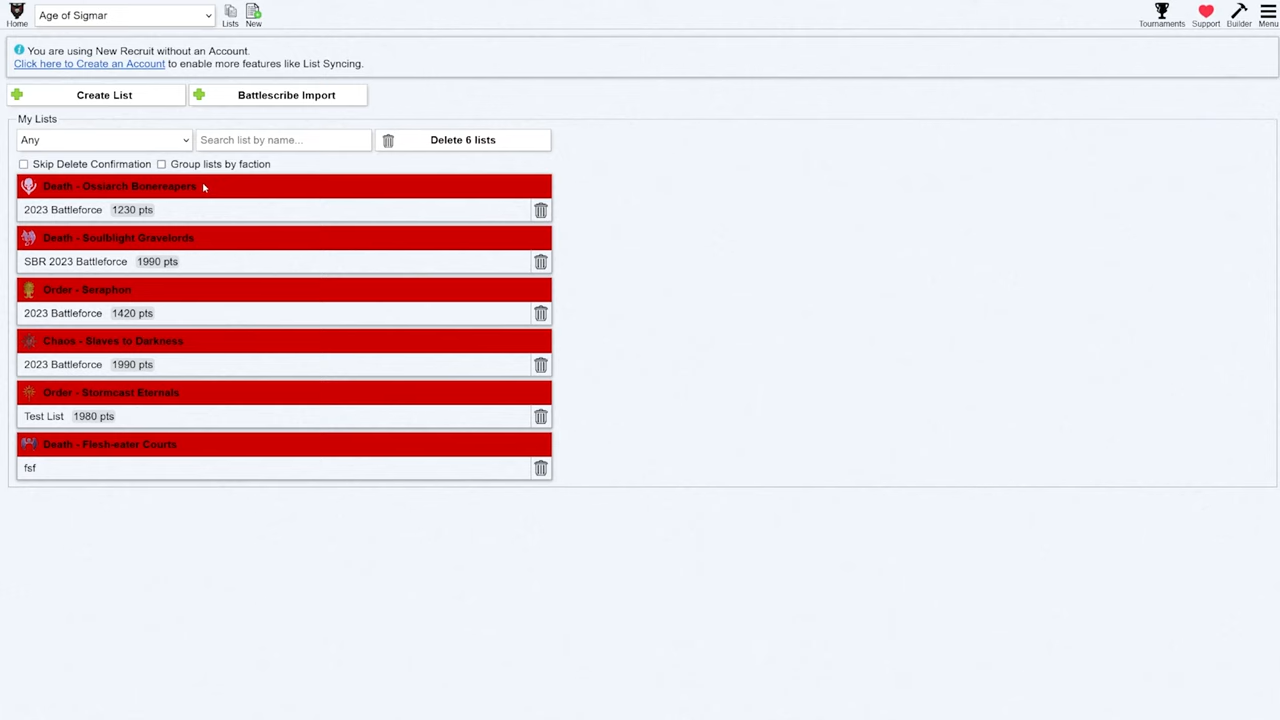 Home
Age of Sigmar
Lists
New
Tournaments
Support
Builder
Menu
You are using New Recruit without an Account.
Click here to Create an Account to enable more features like List Syncing.
Create List
Battlescribe Import
My Lists
Any
Search list by name...
Delete 6 lists
Skip Delete Confirmation
Group lists by faction
Death - Ossiarch Bonereapers
2023 Battleforce 1230 pts
Death - Soulblight Gravelords
SBR 2023 Battleforce 1990 pts
Order - Seraphon
2023 Battleforce 1420 pts
Chaos - Slaves to Darkness
2023 Battleforce 1990 pts
Order - Stormcast Eternals
Test List 1980 pts
Death - Flesh-eater Courts
fsf